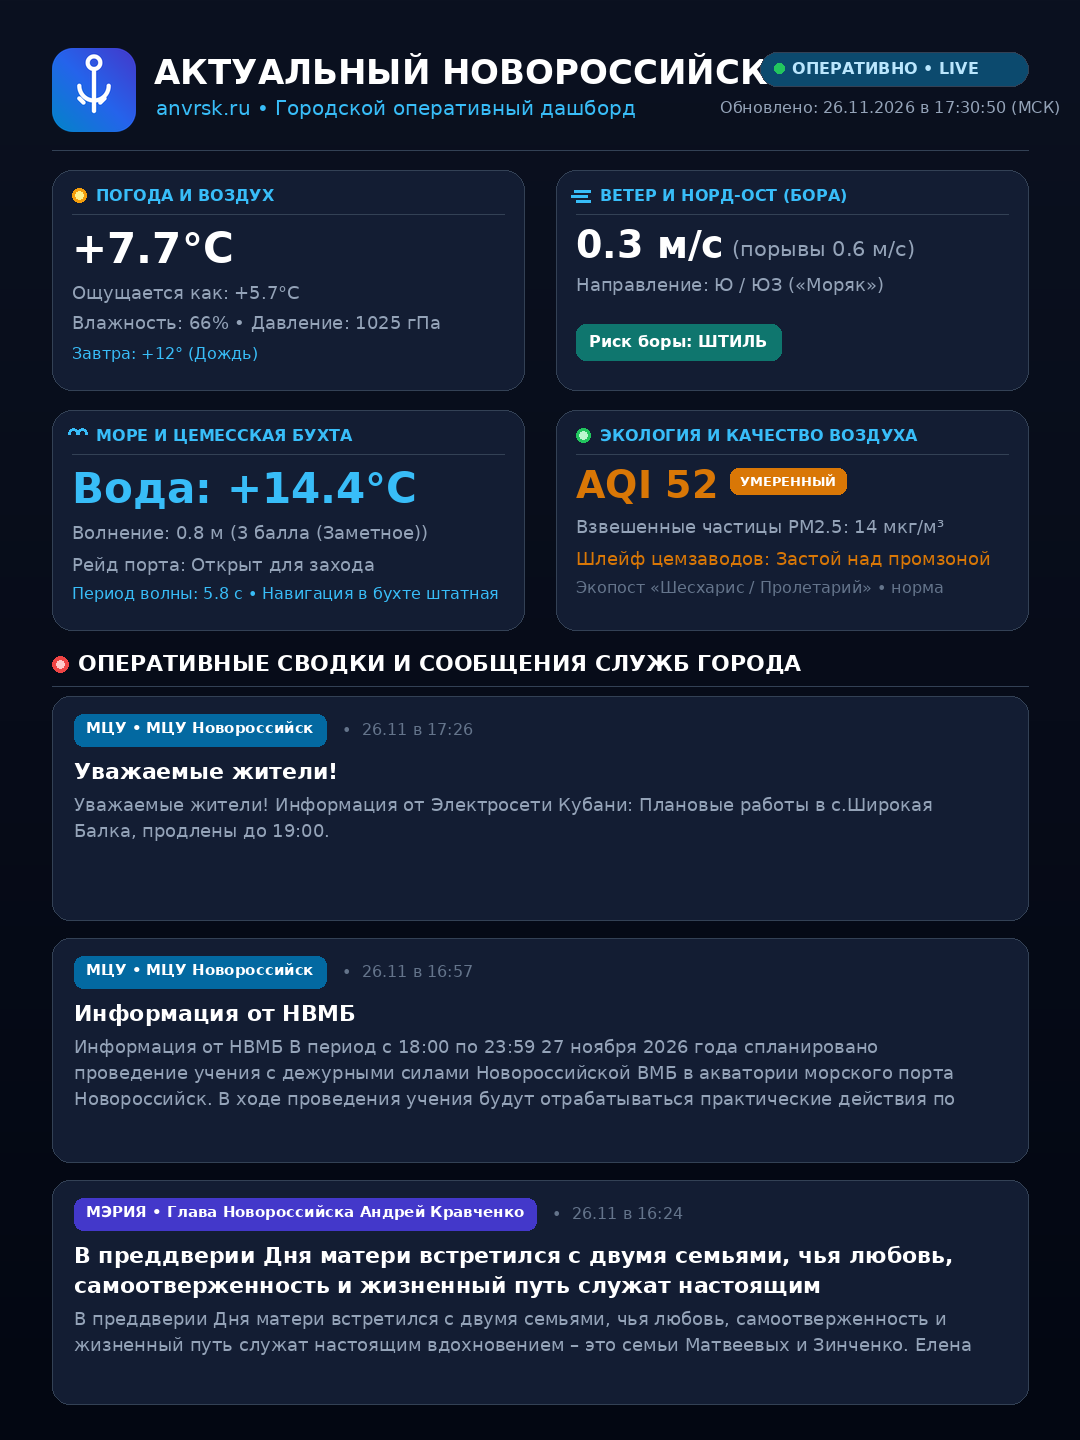 АКТУАЛЬНЫЙ НОВОРОССИЙСК
ОПЕРАТИВНО • LIVE
anvrsk.ru • Городской оперативный дашборд
Обновлено: 26.11.2026 в 17:30:50 (МСК)
ПОГОДА И ВОЗДУХ
+7.7°C
Ощущается как: +5.7°C
Влажность: 66% • Давление: 1025 гПа
Завтра: +12° (Дождь)
ВЕТЕР И НОРД-ОСТ (БОРА)
0.3 м/с (порывы 0.6 м/с)
Направление: Ю / ЮЗ («Моряк»)
Риск боры: ШТИЛЬ
МОРЕ И ЦЕМЕССКАЯ БУХТА
Вода: +14.4°C
Волнение: 0.8 м (3 балла (Заметное))
Рейд порта: Открыт для захода
Период волны: 5.8 с • Навигация в бухте штатная
ЭКОЛОГИЯ И КАЧЕСТВО ВОЗДУХА
AQI 52 УМЕРЕННЫЙ
Взвешенные частицы PM2.5: 14 мкг/м³
Шлейф цемзаводов: Застой над промзоной
Экопост «Шесхарис / Пролетарий» • норма
ОПЕРАТИВНЫЕ СВОДКИ И СООБЩЕНИЯ СЛУЖБ ГОРОДА
МЦУ • МЦУ Новороссийск • 26.11 в 17:26
Уважаемые жители!
Уважаемые жители! Информация от Электросети Кубани: Плановые работы в с.Широкая
Балка, продлены до 19:00.
МЦУ • МЦУ Новороссийск • 26.11 в 16:57
Информация от НВМБ
Информация от НВМБ В период с 18:00 по 23:59 27 ноября 2026 года спланировано
проведение учения с дежурными силами Новороссийской ВМБ в акватории морского порта
Новороссийск. В ходе проведения учения будут отрабатываться практические действия по
МЭРИЯ • Глава Новороссийска Андрей Кравченко • 26.11 в 16:24
В преддверии Дня матери встретился с двумя семьями, чья любовь,
самоотверженность и жизненный путь служат настоящим
В преддверии Дня матери встретился с двумя семьями, чья любовь, самоотверженность и
жизненный путь служат настоящим вдохновением – это семьи Матвеевых и Зинченко. Елена